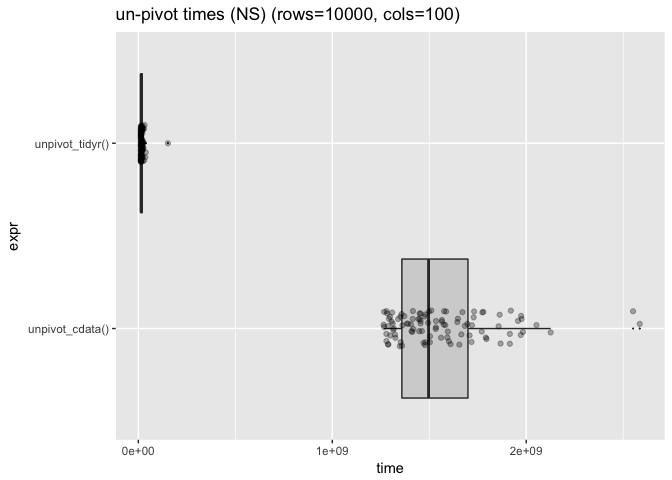 un-pivot times (NS) (rows=10000, cols=100)
expr
unpivot_tidyr()
unpivot_cdata()
0e+00 1e+09 2e+09
time